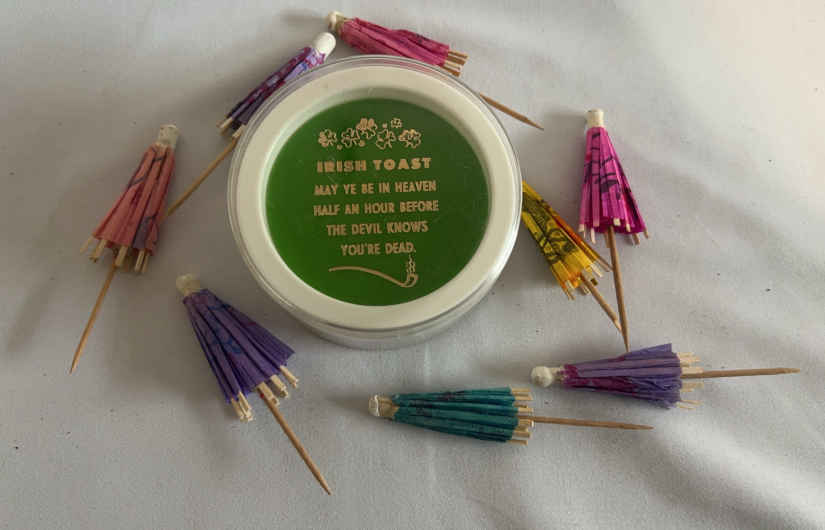 IRISH TOAST
MAY YE BE IN HEAVEN
HALF AN HOUR BEFORE
THE DEVIL KNOWS
YOU'RE DEAD.